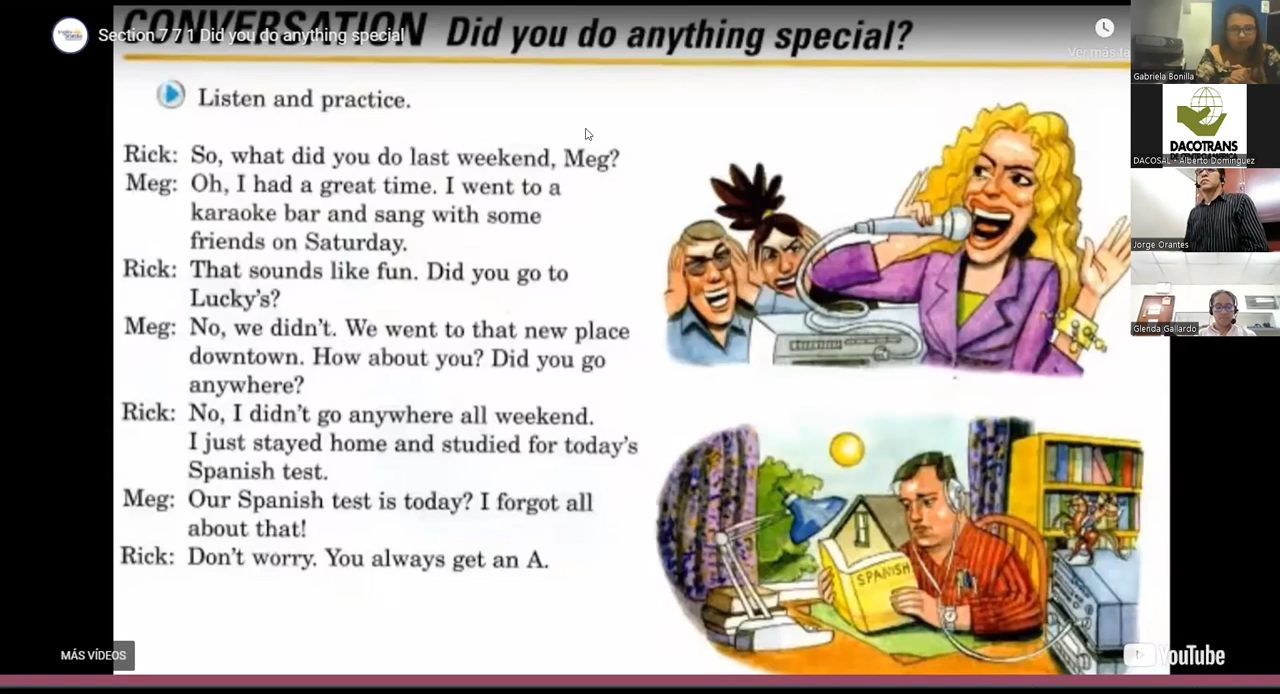 CONVERSATION Did you do anything special?
Section 7 7 1 Did you do anything special
Ver más ta
Listen and practice.
Rick: So, what did you do last weekend, Meg?
Meg: Oh, I had a great time. I went to a
karaoke bar and sang with some
friends on Saturday.
Rick: That sounds like fun. Did you go to
Lucky's?
Meg: No, we didn't. We went to that new place
downtown. How about you? Did you go
anywhere?
Rick: No, I didn't go anywhere all weekend.
I just stayed home and studied for today's
Spanish test.
Meg: Our Spanish test is today? I forgot all
about that!
Rick: Don't worry. You always get an A.
SPANISH
MÁS VÍDEOS
YouTube
Gabriela Bonilla
DACOTRANS
DACOSAL - Alberto Domínguez
Jorge Orantes
Glenda Gallardo